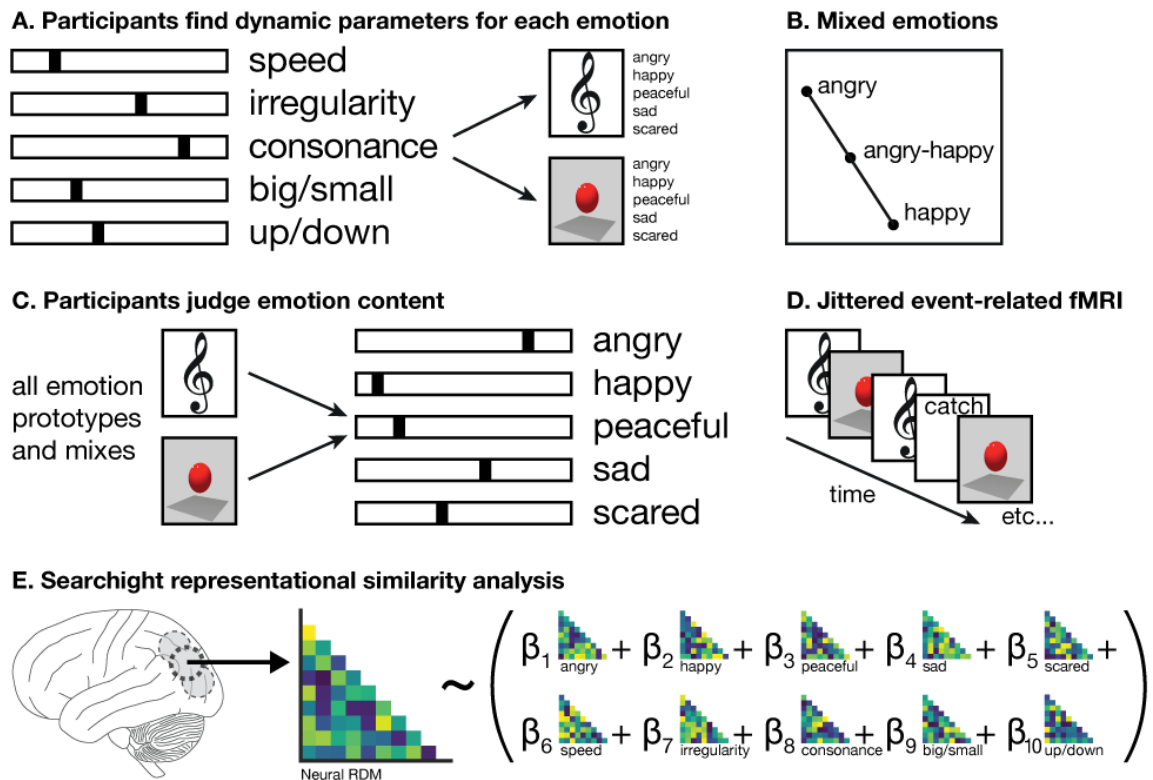 A. Participants find dynamic parameters for each emotion
speed
irregularity
consonance
big/small
up/down
angry
happy
peaceful
sad
scared
angry
happy
peaceful
sad
scared
B. Mixed emotions
angry
angry-happy
happy
C. Participants judge emotion content
all emotion
prototypes
and mixes
angry
happy
peaceful
sad
scared
D. Jittered event-related fMRI
catch
time
etc...
E. Searchight representational similarity analysis
Neural RDM
~
( β1 angry + β2 happy + β3 peaceful + β4 sad + β5 scared +
β6 speed + β7 irregularity + β8 consonance + β9 big/small + β10 up/down )